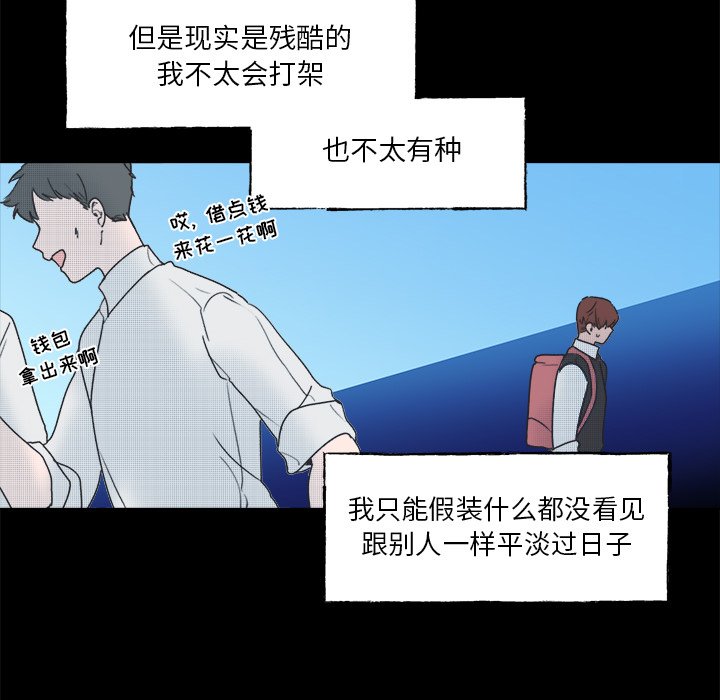 但是现实是残酷的
我不太会打架
也不太有种
哎，借点钱
来花一花啊
钱包
拿出来啊
我只能假装什么都没看见
跟别人一样平淡过日子